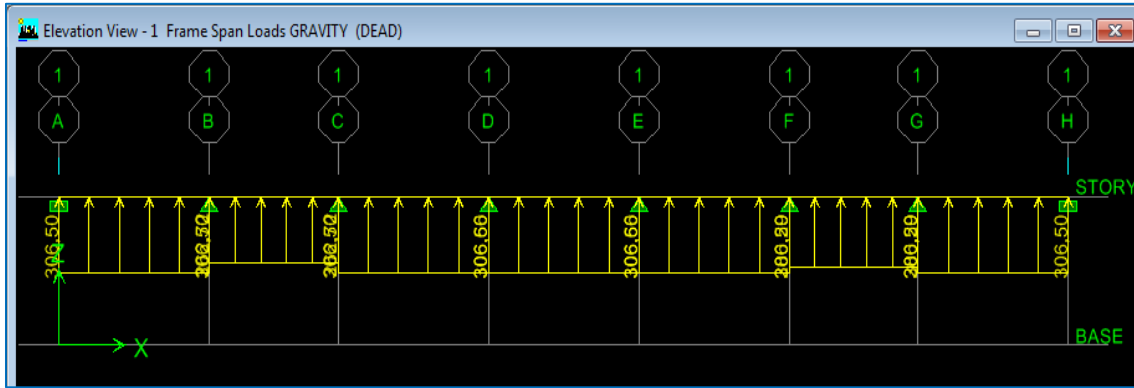 Elevation View - 1 Frame Span Loads GRAVITY (DEAD)
1 1 1 1 1 1 1 1
A B C D E F G H
STORY
306.50 306.66 306.66 306.50
Z
X
BASE